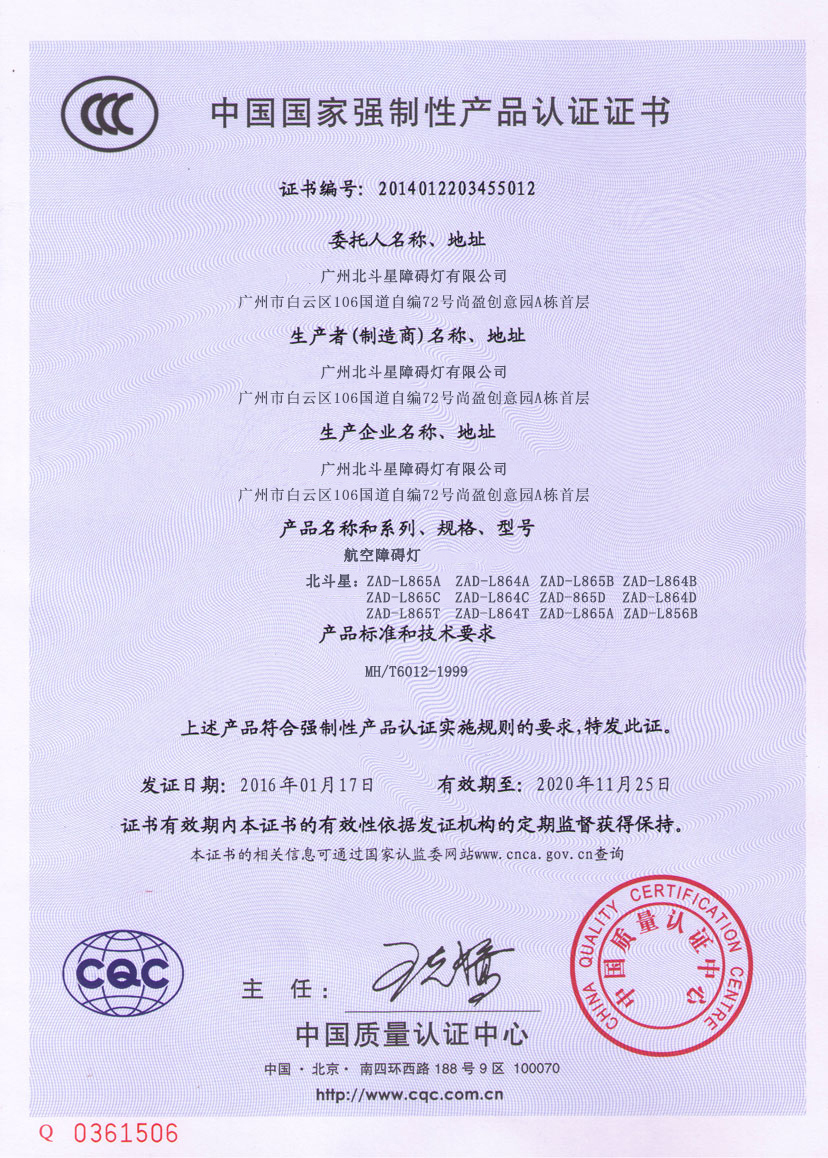 CCC
中国国家强制性产品认证证书
证书编号: 2014012203455012
委托人名称、地址
广州北斗星障碍灯有限公司
广州市白云区106国道自编72号尚盈创意园A栋首层
生产者(制造商)名称、地址
广州北斗星障碍灯有限公司
广州市白云区106国道自编72号尚盈创意园A栋首层
生产企业名称、地址
广州北斗星障碍灯有限公司
广州市白云区106国道自编72号尚盈创意园A栋首层
产品名称和系列、规格、型号
航空障碍灯
北斗星: ZAD-L865A ZAD-L864A ZAD-L865B ZAD-L864B
ZAD-L865C ZAD-L864C ZAD-865D ZAD-L864D
ZAD-L865T ZAD-L864T ZAD-L865A ZAD-L856B
产品标准和技术要求
MH/T6012-1999
上述产品符合强制性产品认证实施规则的要求,特发此证。
发证日期: 2016年01月17日 有效期至: 2020年11月25日
证书有效期内本证书的有效性依据发证机构的定期监督获得保持。
本证书的相关信息可通过国家认监委网站www.cnca.gov.cn查询
CHINA QUALITY CERTIFICATION CENTRE
中国质量认证中心
CQC
主 任:
中国质量认证中心
中国·北京· 南四环西路 188 号 9 区 100070
http://www.cqc.com.cn
Q 0361506